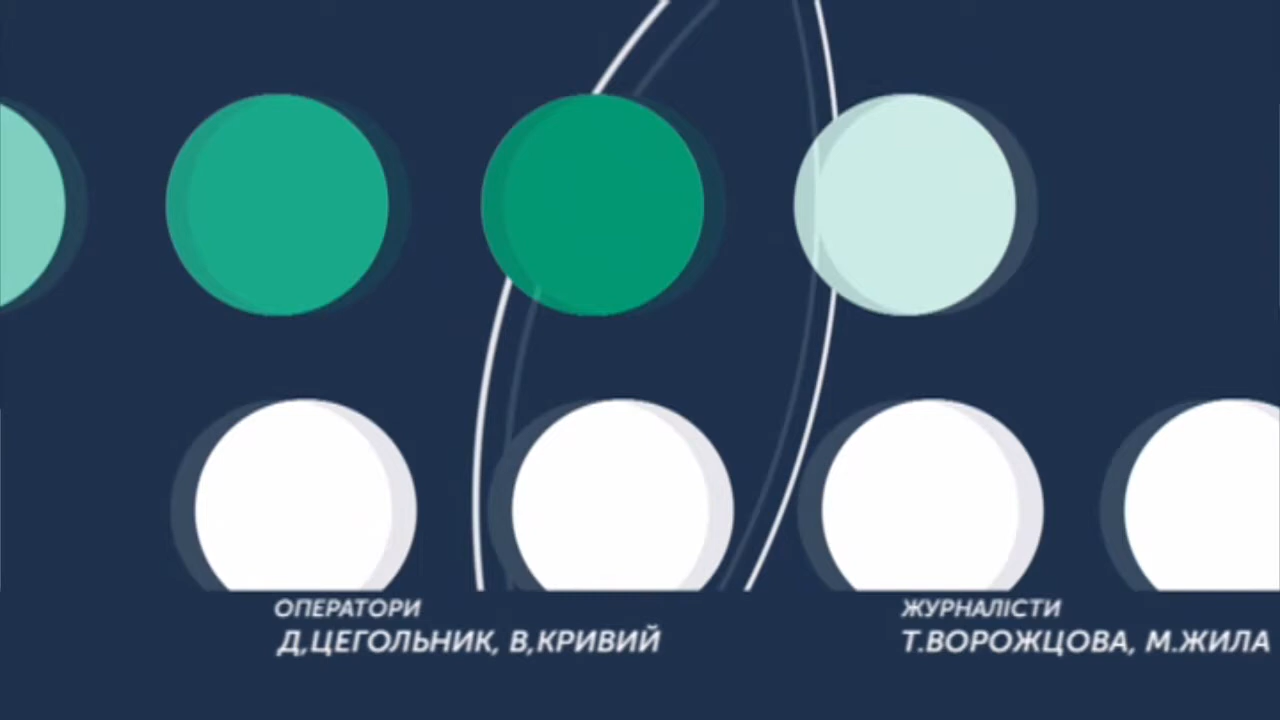 ОПЕРАТОРИ
Д,ЦЕГОЛЬНИК, В,КРИВИЙ
ЖУРНАЛІСТИ
Т.ВОРОЖЦОВА, М.ЖИЛА